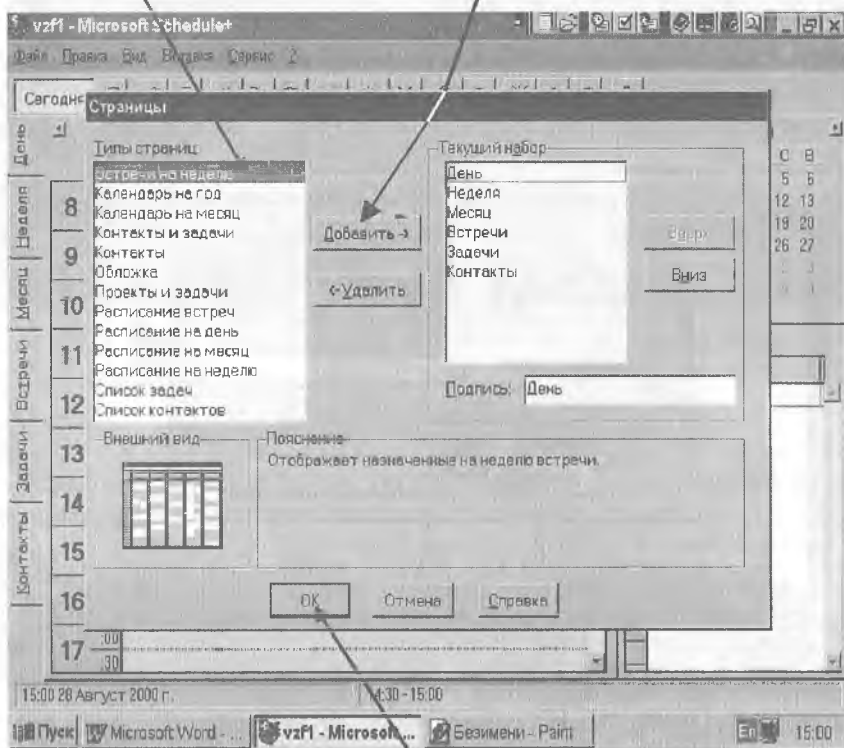 vzf1 - Microsoft Schedule+
Файл Правка Вид Вставка Сервис ?
Сегодня
Страницы
День
Неделя
Месяц
Встречи
Задачи
Контакты
8
9
10
11
12
13
14
15
16
17
:00
:30
Типы страниц:
Встречи на неделю
Календарь на год
Календарь на месяц
Контакты и задачи
Контакты
Обложка
Проекты и задачи
Расписание встреч
Расписание на день
Расписание на месяц
Расписание на неделю
Список задач
Список контактов
Добавить ->
<-Удалить
Текущий набор
День
Неделя
Месяц
Встречи
Задачи
Контакты
Вверх
Вниз
Подпись: День
С В
5 6
12 13
19 20
26 27
Внешний вид
Пояснение
Отображает назначенные на неделю встречи.
OK
Отмена
Справка
15:00 28 Август 2000 г.
14:30 - 15:00
Пуск
Microsoft Word - ...
vzf1 - Microsoft ...
Безимени - Paint
En
15:00